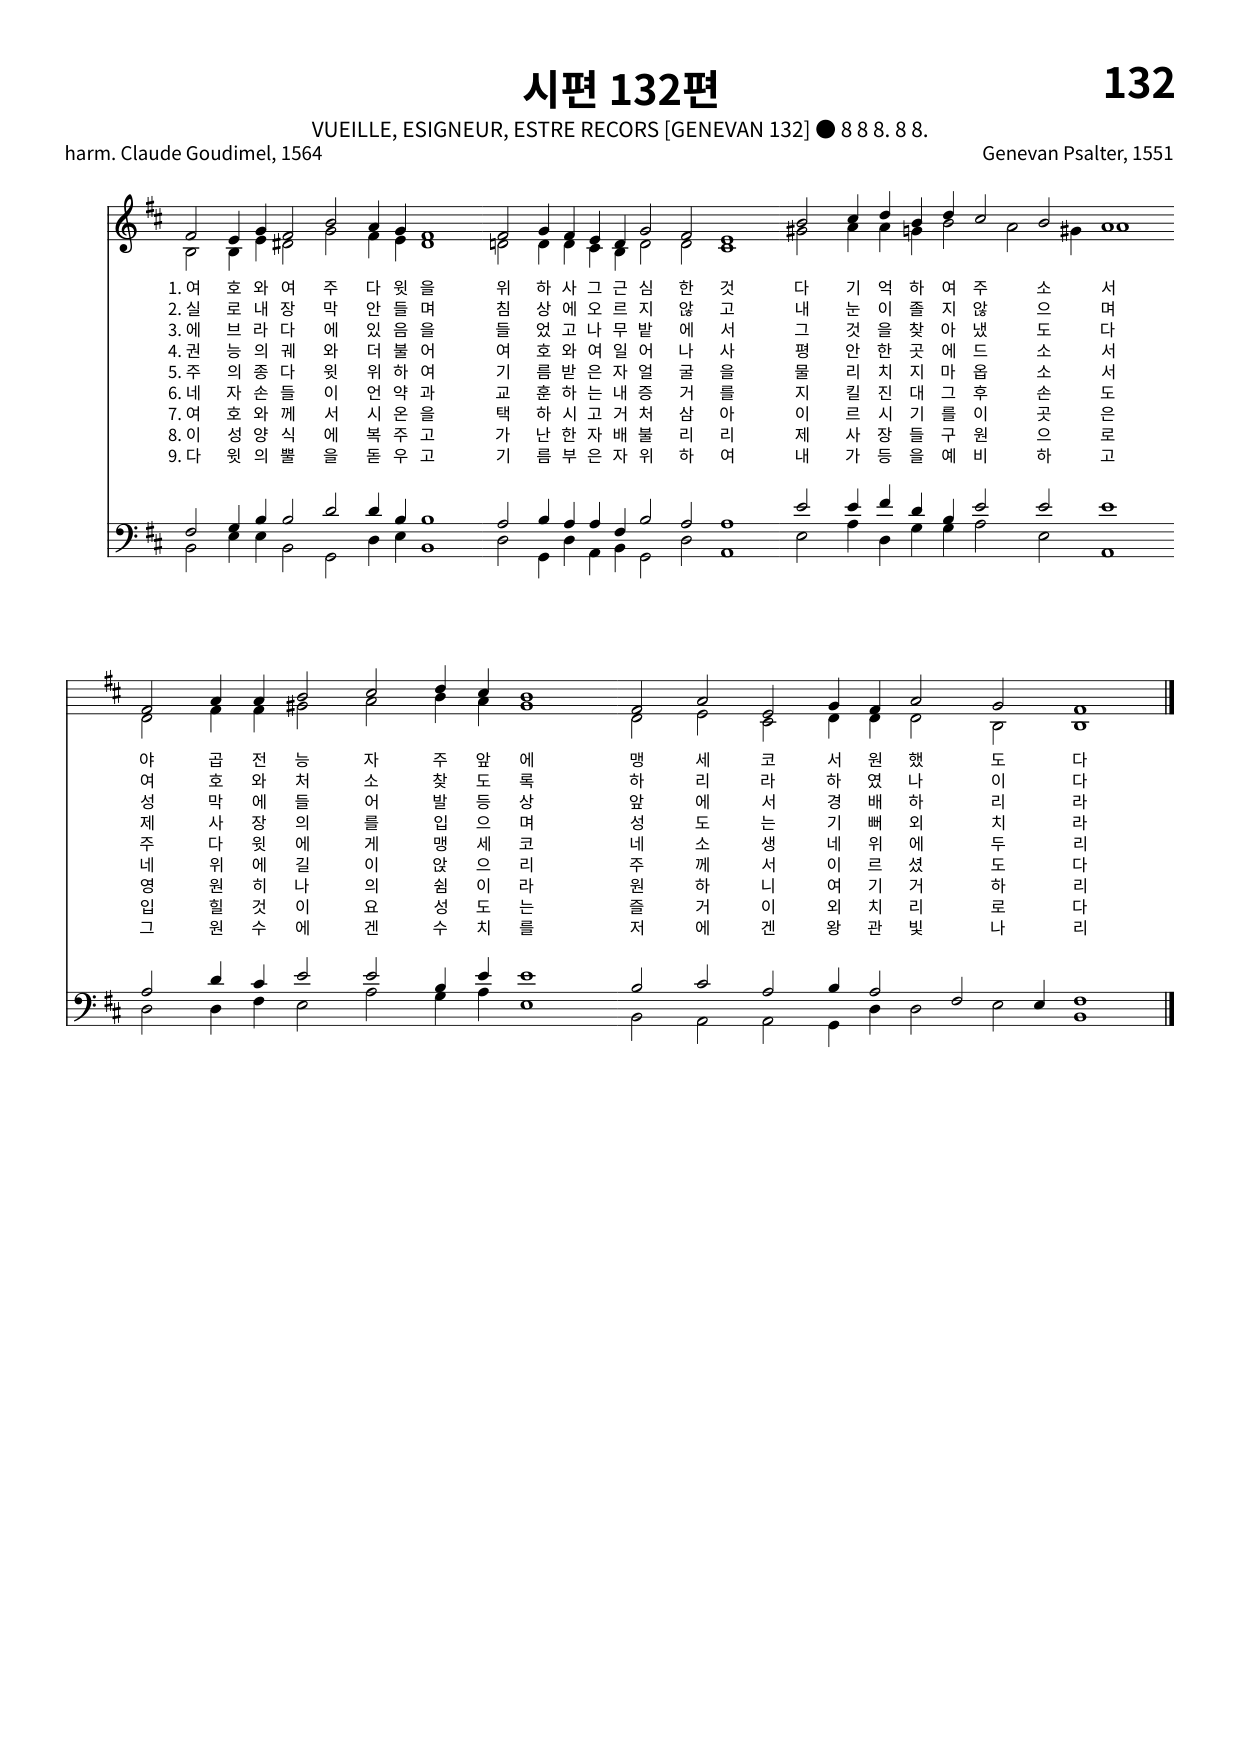 시편 132편
132
VUEILLE, ESIGNEUR, ESTRE RECORS [GENEVAN 132] ● 8 8 8. 8 8.
harm. Claude Goudimel, 1564
Genevan Psalter, 1551
1. 여 호 와 여 주 다 윗 을 위 하 사 그 근 심 한 것 다 기 억 하 여 주 소 서
2. 실 로 내 장 막 안 들 며 침 상 에 오 르 지 않 고 내 눈 이 졸 지 않 으 며
3. 에 브 라 다 에 있 음 을 들 었 고 나 무 밭 에 서 그 것 을 찾 아 냈 도 다
4. 권 능 의 궤 와 더 불 어 여 호 와 여 일 어 나 사 평 안 한 곳 에 드 소 서
5. 주 의 종 다 윗 위 하 여 기 름 받 은 자 얼 굴 을 물 리 치 지 마 옵 소 서
6. 네 자 손 들 이 언 약 과 교 훈 하 는 내 증 거 를 지 킬 진 대 그 후 손 도
7. 여 호 와 께 서 시 온 을 택 하 시 고 거 처 삼 아 이 르 시 기 를 이 곳 은
8. 이 성 양 식 에 복 주 고 가 난 한 자 배 불 리 리 제 사 장 들 구 원 으 로
9. 다 윗 의 뿔 을 돋 우 고 기 름 부 은 자 위 하 여 내 가 등 을 예 비 하 고
야 곱 전 능 자 주 앞 에 맹 세 코 서 원 했 도 다
여 호 와 처 소 찾 도 록 하 리 라 하 였 나 이 다
성 막 에 들 어 발 등 상 앞 에 서 경 배 하 리 라
제 사 장 의 를 입 으 며 성 도 는 기 뻐 외 치 라
주 다 윗 에 게 맹 세 코 네 소 생 네 위 에 두 리
네 위 에 길 이 앉 으 리 주 께 서 이 르 셨 도 다
영 원 히 나 의 쉼 이 라 원 하 니 여 기 거 하 리
입 힐 것 이 요 성 도 는 즐 거 이 외 치 리 로 다
그 원 수 에 겐 수 치 를 저 에 겐 왕 관 빛 나 리